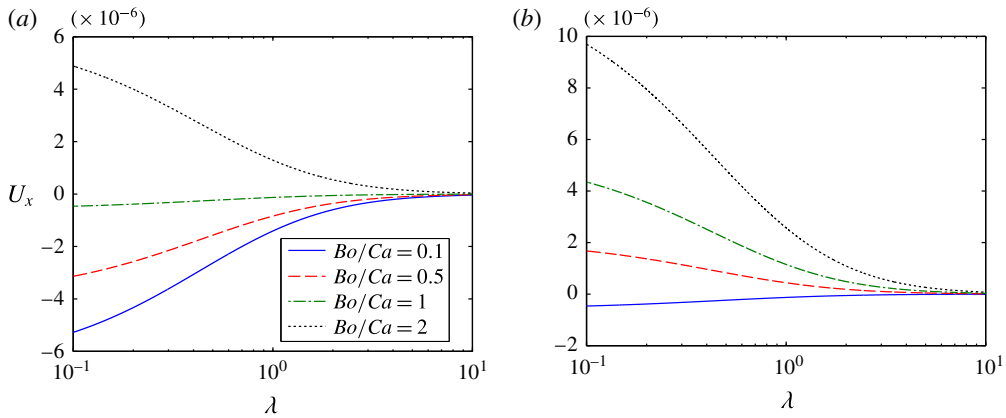 (a) (× 10⁻⁶)
6
4
2
0
−2
−4
−6
U_x
10⁻¹ 10⁰ 10¹
λ
Bo/Ca = 0.1
Bo/Ca = 0.5
Bo/Ca = 1
Bo/Ca = 2
(b) (× 10⁻⁶)
10
8
6
4
2
0
−2
10⁻¹ 10⁰ 10¹
λ